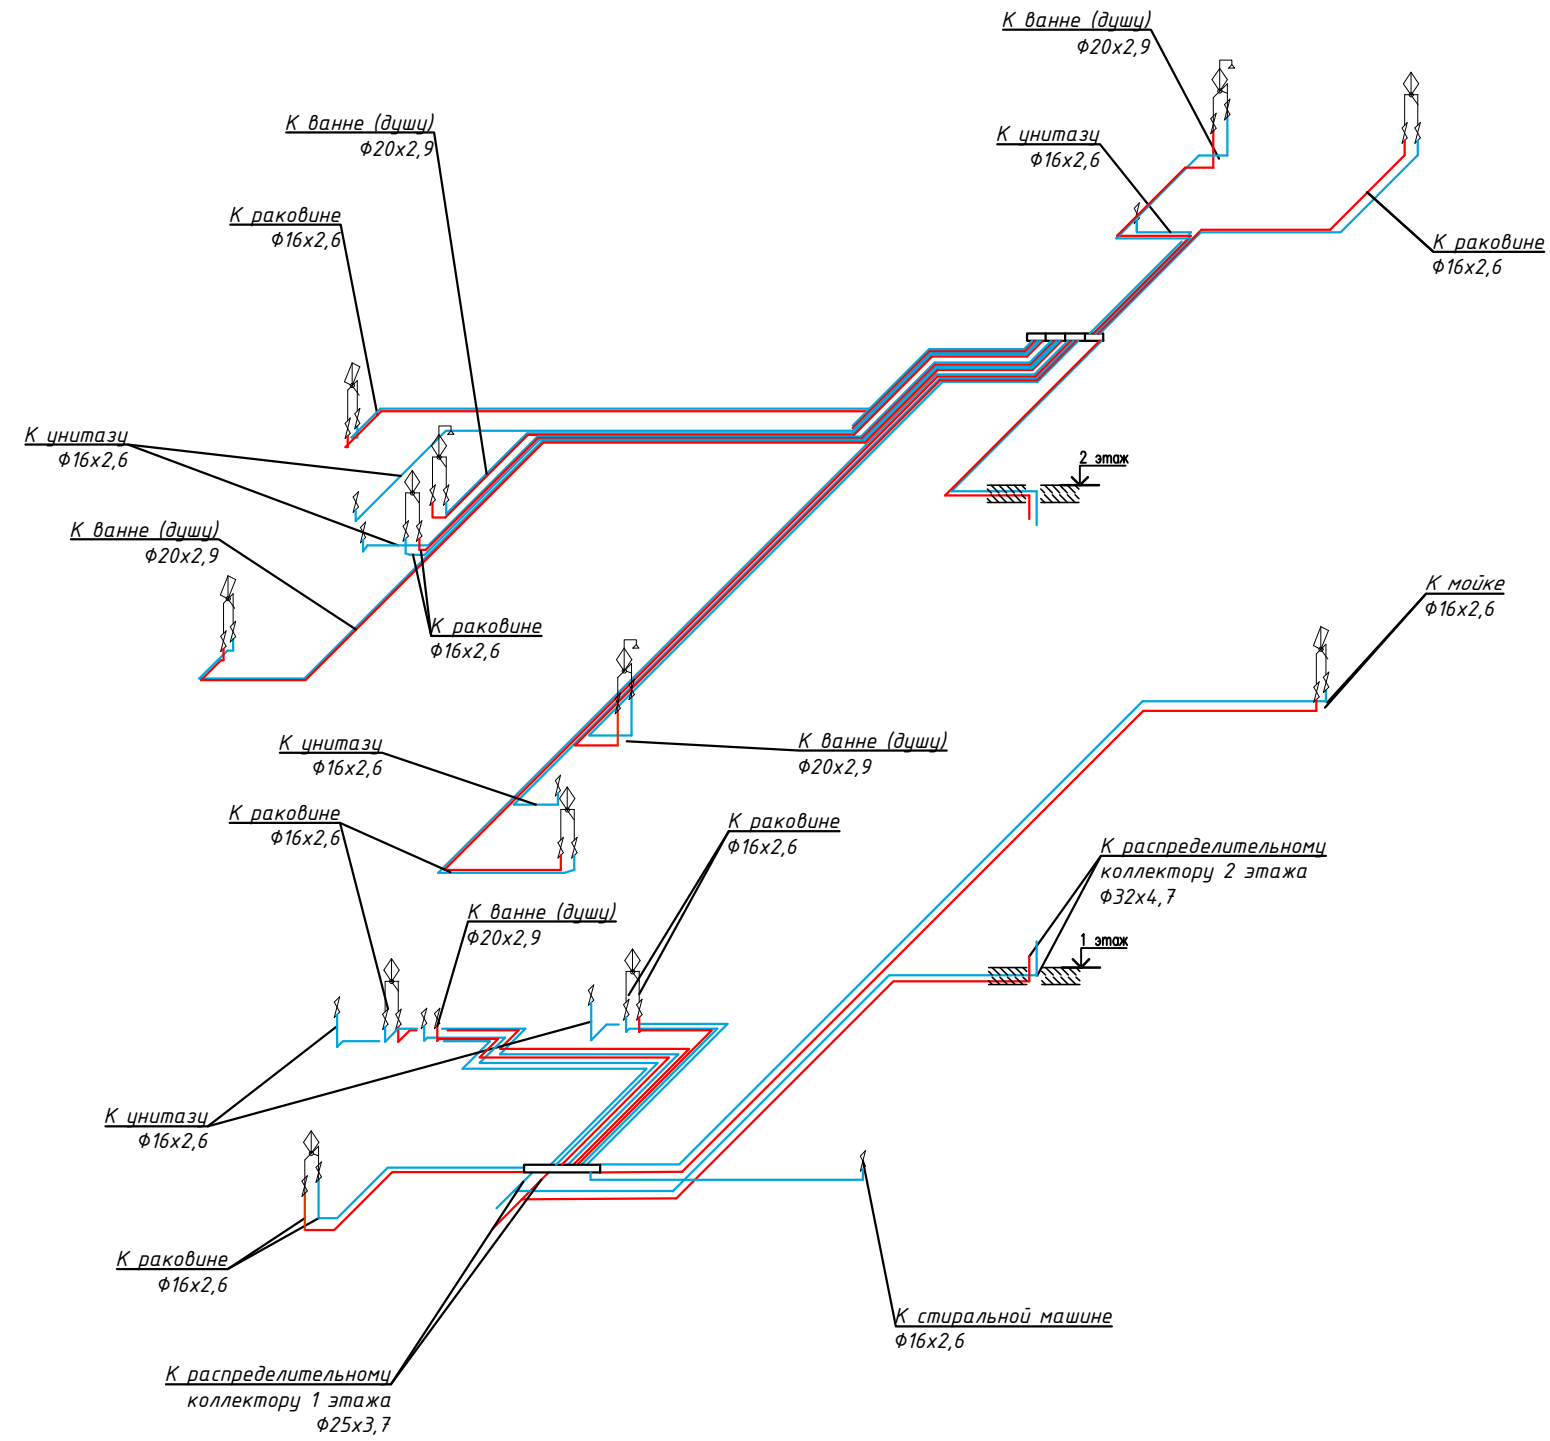 К ванне (душу)
Ф20х2,9
К унитазу
Ф16х2,6
К ванне (душу)
Ф20х2,9
К раковине
Ф16х2,6
К раковине
Ф16х2,6
К унитазу
Ф16х2,6
2 этаж
К ванне (душу)
Ф20х2,9
К мойке
Ф16х2,6
К раковине
Ф16х2,6
К унитазу
Ф16х2,6
К ванне (душу)
Ф20х2,9
К раковине
Ф16х2,6
К раковине
Ф16х2,6
К распределительному
коллектору 2 этажа
Ф32х4,7
К ванне (душу)
Ф20х2,9
1 этаж
К унитазу
Ф16х2,6
К раковине
Ф16х2,6
К стиральной машине
Ф16х2,6
К распределительному
коллектору 1 этажа
Ф25х3,7